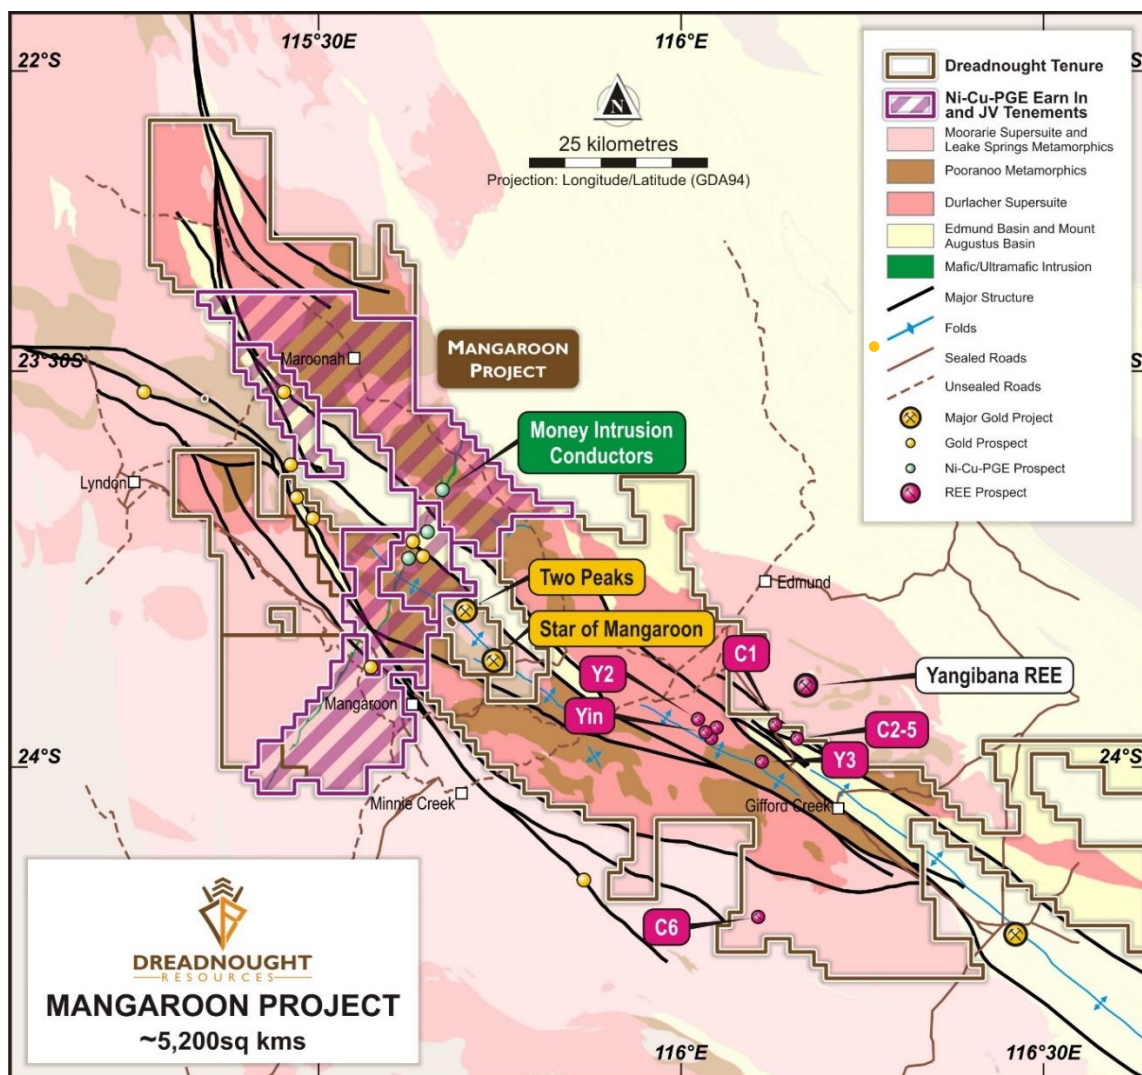 115°30'E
116°E
22°S
N
25 kilometres
Projection: Longitude/Latitude (GDA94)
Dreadnought Tenure
Ni-Cu-PGE Earn In
and JV Tenements
Moorarie Supersuite and
Leake Springs Metamorphics
Pooranoo Metamorphics
Durlacher Supersuite
Edmund Basin and Mount
Augustus Basin
Mafic/Ultramafic Intrusion
Major Structure
Folds
Sealed Roads
Unsealed Roads
Major Gold Project
Gold Prospect
Ni-Cu-PGE Prospect
REE Prospect
23°30'S
Maroonah
MANGAROON
PROJECT
Money Intrusion
Conductors
Lyndon
Two Peaks
Edmund
Star of Mangaroon
C1
Y2
Yangibana REE
Yin
Mangaroon
C2-5
Y3
24°S
24°S
Minnie Creek
Gifford Creek
C6
DREADNOUGHT
RESOURCES
MANGAROON PROJECT
~5,200sq kms
116°E
116°30'E